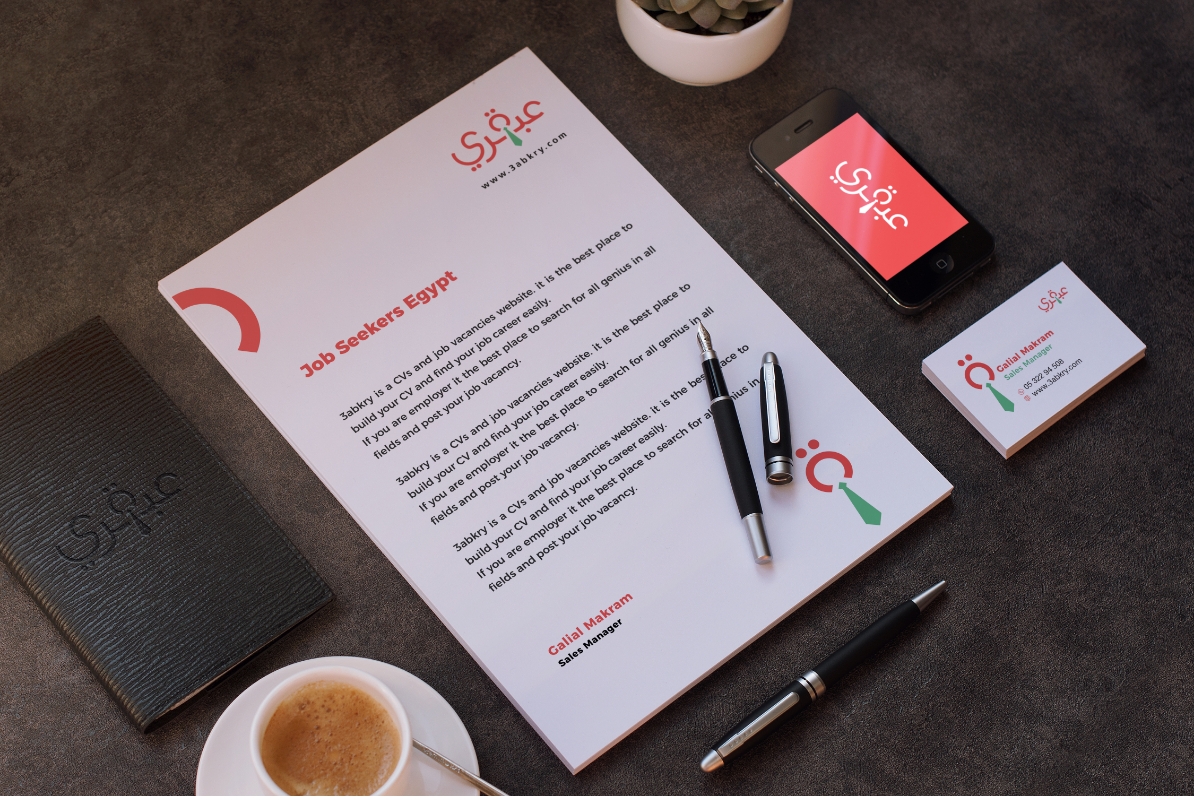 عبقري
www.3abkry.com
Job Seekers Egypt
3abkry is a CVs and job vacancies website. it is the best place to
build your CV and find your job career easily.
If you are employer it the best place to search for all genius in all
fields and post your job vacancy.
3abkry is a CVs and job vacancies website. it is the best place to
build your CV and find your job career easily.
If you are employer it the best place to search for all genius in all
fields and post your job vacancy.
3abkry is a CVs and job vacancies website. it is the best place to
build your CV and find your job career easily.
If you are employer it the best place to search for all genius in
fields and post your job vacancy.
Galial Makram
Sales Manager
عبقري
عبقري
Galial Makram
Sales Manager
05 322 94 508
www.3abkry.com
عبقري